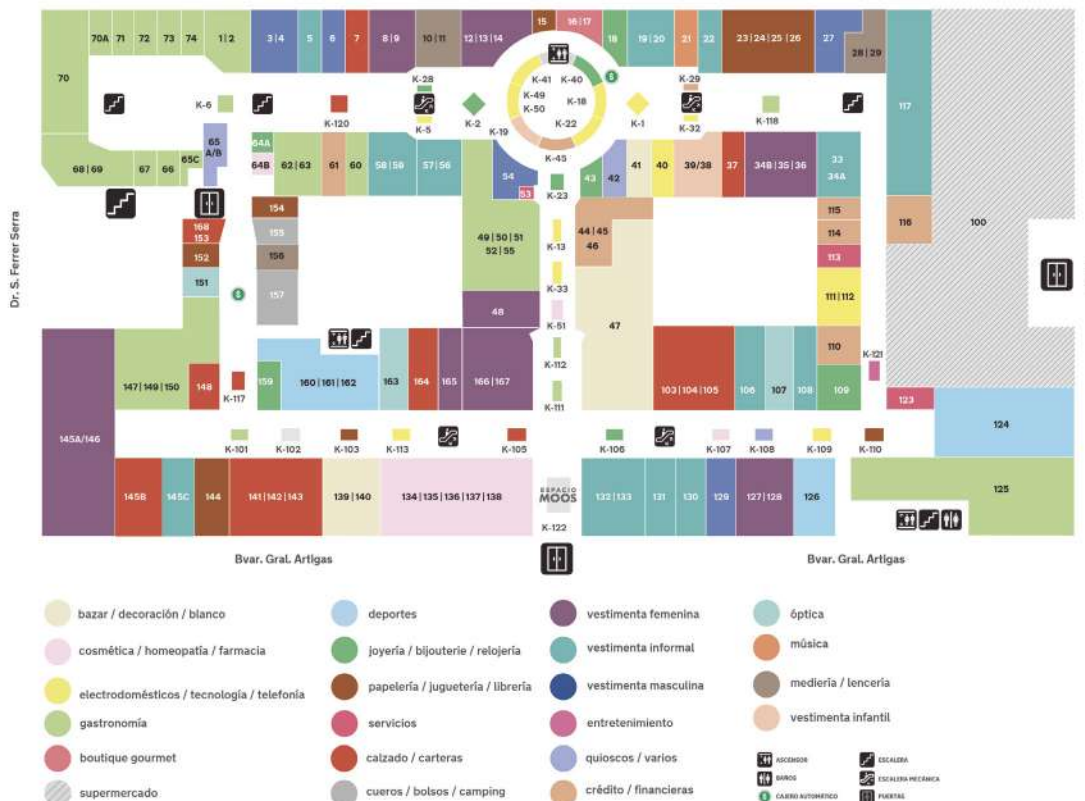 70A 71 72 73 74 1|2 3|4 5 6 7 8|9 10|11 12|13|14 15 16|17 18 19|20 21 22 23|24|25|26 27 28|29
70
117
K-6
K-120
K-28
K-5
K-2
K-41 K-40
K-49
K-50
K-18
K-22
K-19
K-45
K-1
K-29
K-32
K-118
68|69 67 66 65C
65
A/B
64A
64B
62|63 61 60 58|59 57|56 54 53
43 42 41 40 39/38 37 34B|35|36
33
34A
K-23
Dr. S. Ferrer Serra
168
153
152
151
154
155
156
157
49|50|51
52|55
48
K-13
K-33
K-51
44|45
46
47
115
114
113
111|112
110
109
116
100
147|149|150
148
K-117
159
160|161|162
163
164
165
166|167
K-112
K-111
103|104|105
106
107
108
K-121
123
124
145A/146
K-101
K-102
K-103
K-113
K-105
K-106
K-107
K-108
K-109
K-110
145B
145C
144
141|142|143
139|140
134|135|136|137|138
ESPACIO
MOOS
K-122
132|133
131
130
129
127|128
126
125
Bvar. Gral. Artigas
Bvar. Gral. Artigas
bazar / decoración / blanco
cosmética / homeopatía / farmacia
electrodomésticos / tecnología / telefonía
gastronomía
boutique gourmet
supermercado
deportes
joyería / bijouterie / relojería
papelería / juguetería / librería
servicios
calzado / carteras
cueros / bolsos / camping
vestimenta femenina
vestimenta informal
vestimenta masculina
entretenimiento
quioscos / varios
crédito / financieras
óptica
música
mediería / lencería
vestimenta infantil
ASCENSOR
BAÑOS
CAJERO AUTOMÁTICO
ESCALERA
ESCALERA MECÁNICA
PUERTAS